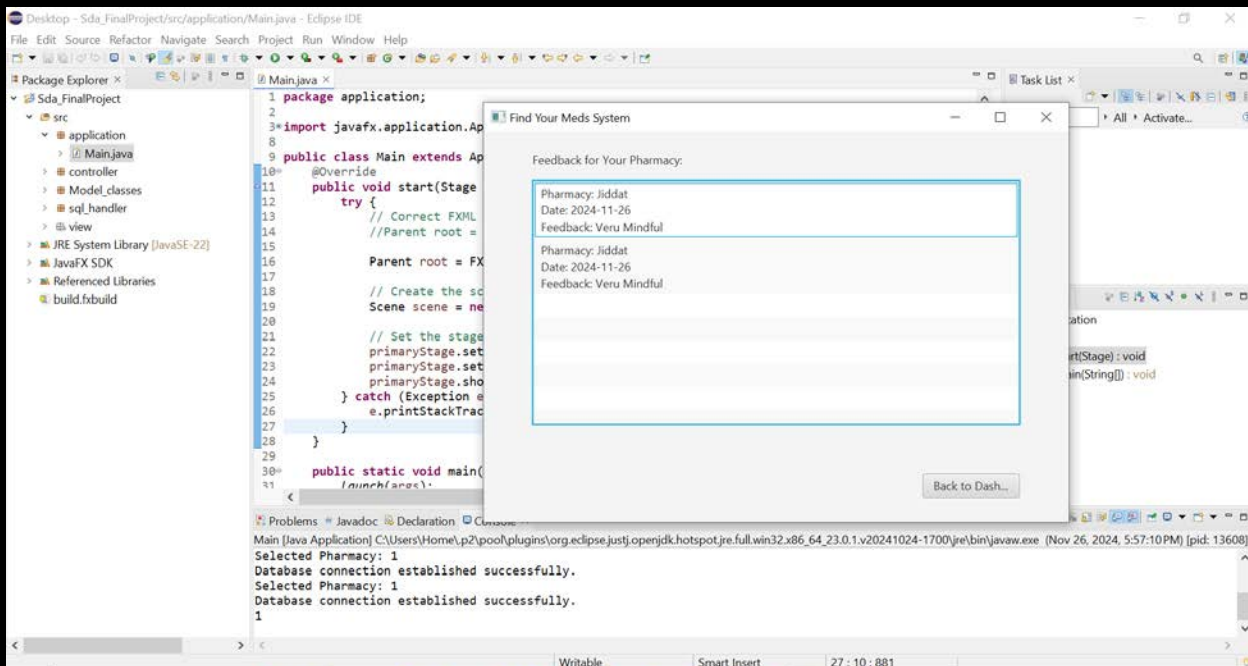 Desktop - Sda_FinalProject/src/application/Main.java - Eclipse IDE
File Edit Source Refactor Navigate Search Project Run Window Help
Package Explorer ×
Sda_FinalProject
src
application
Main.java
controller
Model_classes
sql_handler
view
JRE System Library [JavaSE-22]
JavaFX SDK
Referenced Libraries
build.fxbuild
Main.java ×
1 package application;
2
3 import javafx.application.Ap
8
9 public class Main extends Ap
10 @Override
11 public void start(Stage
12 try {
13 // Correct FXML
14 //Parent root =
15
16 Parent root = FX
17
18 // Create the sc
19 Scene scene = ne
20
21 // Set the stage
22 primaryStage.set
23 primaryStage.set
24 primaryStage.sho
25 } catch (Exception e
26 e.printStackTrac
27 }
28 }
29
30 public static void main(
31 launch(args);
Find Your Meds System
Feedback for Your Pharmacy:
Pharmacy: Jiddat
Date: 2024-11-26
Feedback: Veru Mindful
Pharmacy: Jiddat
Date: 2024-11-26
Feedback: Veru Mindful
Back to Dash...
Task List ×
All Activate...
cation
rt(Stage) : void
ain(String[]) : void
Problems Javadoc Declaration Console
Main [Java Application] C:\Users\Home\.p2\pool\plugins\org.eclipse.justj.openjdk.hotspot.jre.full.win32.x86_64_23.0.1.v20241024-1700\jre\bin\javaw.exe (Nov 26, 2024, 5:57:10 PM) [pid: 13608]
Selected Pharmacy: 1
Database connection established successfully.
Selected Pharmacy: 1
Database connection established successfully.
1
Writable
Smart Insert
27 : 10 : 881